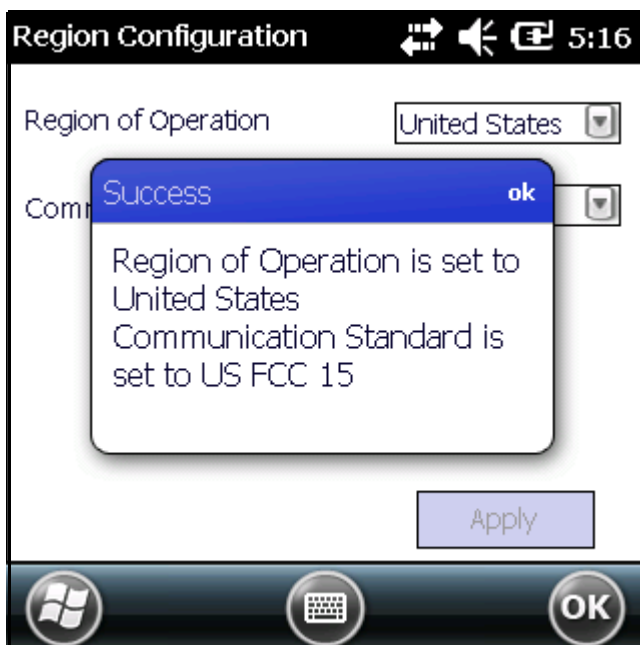 Region Configuration 5:16
Region of Operation United States
Success ok
Region of Operation is set to
United States
Communication Standard is
set to US FCC 15
Apply
OK